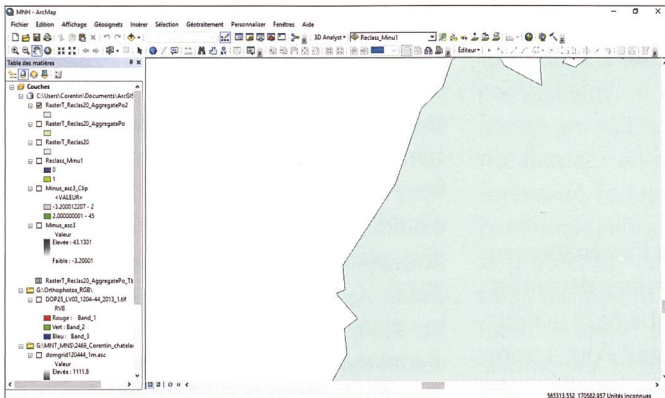 MNH - ArcMap
Fichier Edition Affichage Géosignets Insérer Sélection Géotraitement Personnaliser Fenêtres Aide
3D Analyst Reclass_Minu1
Editeur
Table des matières
Couches
C:\Users\Corentin\Documents\ArcGIS
RasterT_Reclas20_AggregatePo2
RasterT_Reclas20_AggregatePo
RasterT_Reclas20
Reclass_Minu1
0
1
Minus_asc3_Clip
<VALEUR>
-3.200012207 - 2
2.000000001 - 45
Minus_asc3
Valeur
Elevée : 43.1301
Faible : -3.20001
RasterT_Reclas20_AggregatePo_Tb
G:\Orthophotos_RGB\
DOP25_LV03_1204-44_2013_1.tif
RVB
Rouge : Band_1
Vert : Band_2
Bleu : Band_3
G:\MNT_MNS\2469_Corentin_chatela
domgrid120444_1m.asc
Valeur
Elevée : 1111.8
565313.552 170582.957 Unités inconnues